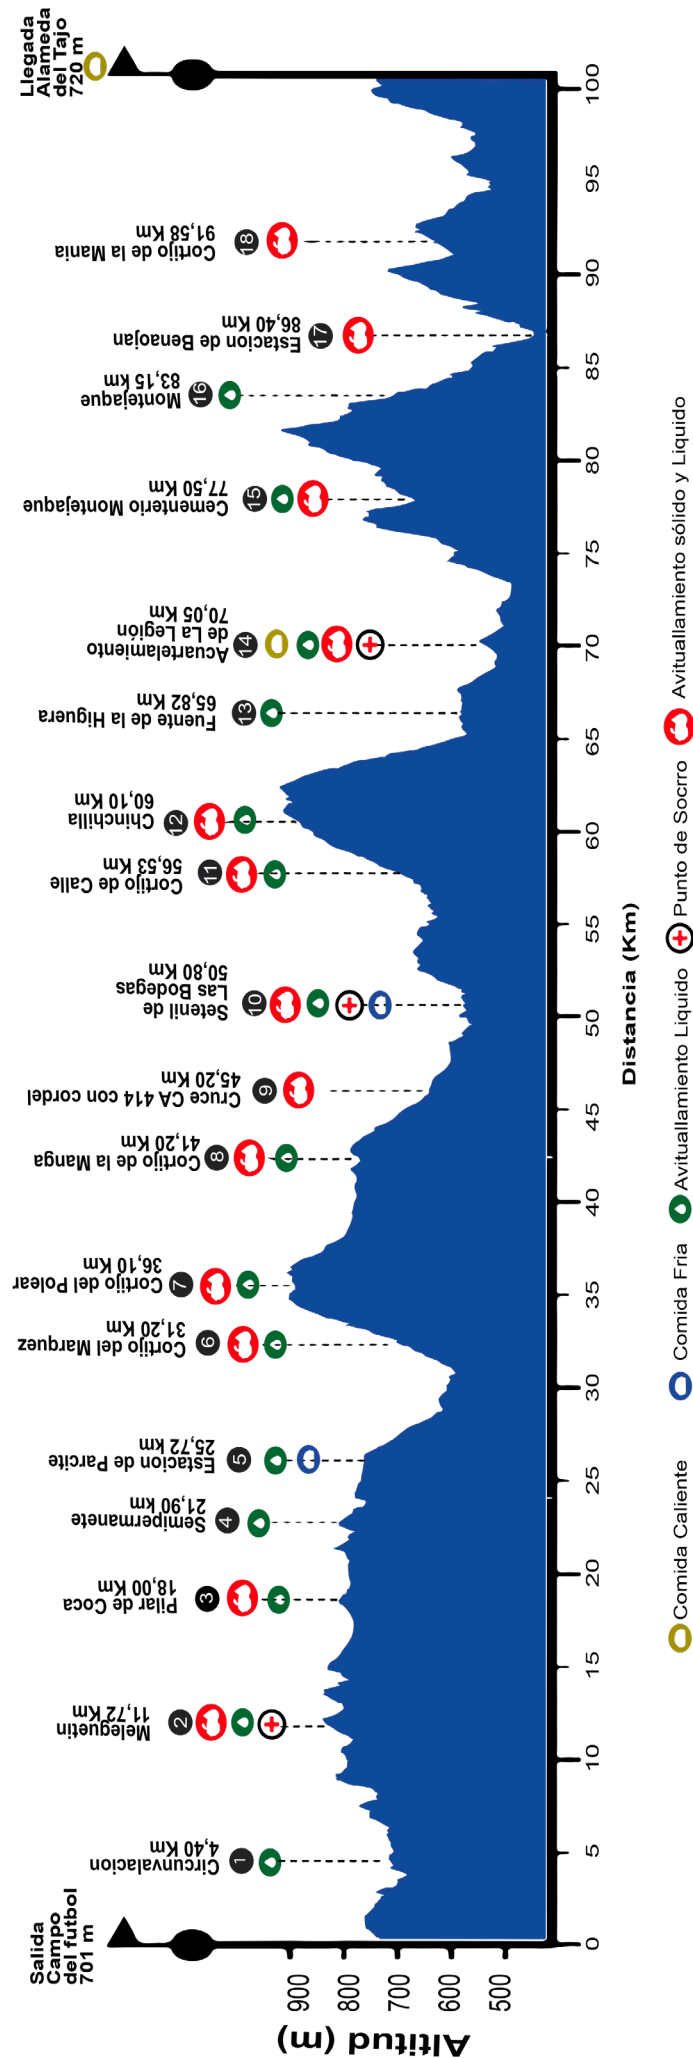 Salida
Campo
del futbol
701 m
Circunvalacion
4,40 Km
1
Meleguetin
11,72 Km
2
Pilar de Coca
18,00 Km
3
Semipermanete
21,90 km
4
Estacion de Parcite
25,72 km
5
Cortijo del Marquez
31,20 Km
6
Cortijo del Polear
36,10 Km
7
Cortijo de la Manga
41,20 Km
8
Cruce CA 414 con cordel
45,20 Km
9
Setenil de
Las Bodegas
50,80 Km
10
Cortijo de Calle
56,53 Km
11
Chinchilla
60,10 Km
12
Fuente de la Higuera
65,82 Km
13
Acuartelamiento
de La Legión
70,05 Km
14
Cementerio Montejaque
77,50 Km
15
Montejaque
83,15 km
16
Estacion de Benaojan
86,40 Km
17
Cortijo de la Mania
91,58 Km
18
Llegada
Alameda
del Tajo
720 m
Altitud (m)
900
800
700
600
500
0 5 10 15 20 25 30 35 40 45 50 55 60 65 70 75 80 85 90 95 100
Distancia (Km)
Comida Caliente Comida Fria Avituallamiento Liquido Punto de Socrro Avituallamiento sólido y Liquido